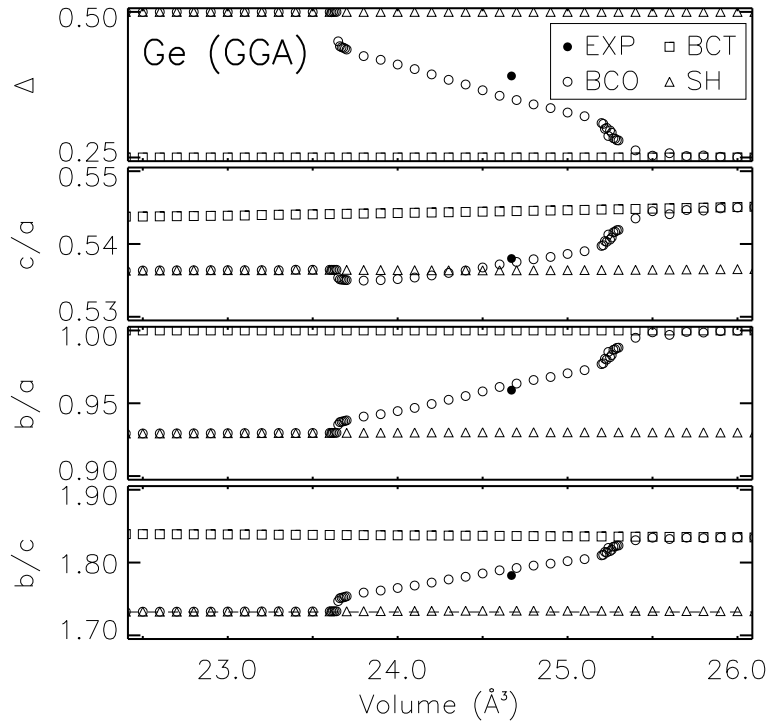 0.50
Ge (GGA)
EXP BCT
BCO SH
Δ
0.25
0.55
c/a
0.54
0.53
1.00
b/a
0.95
0.90
1.90
b/c
1.80
1.70
23.0 24.0 25.0 26.0
Volume (Å³)